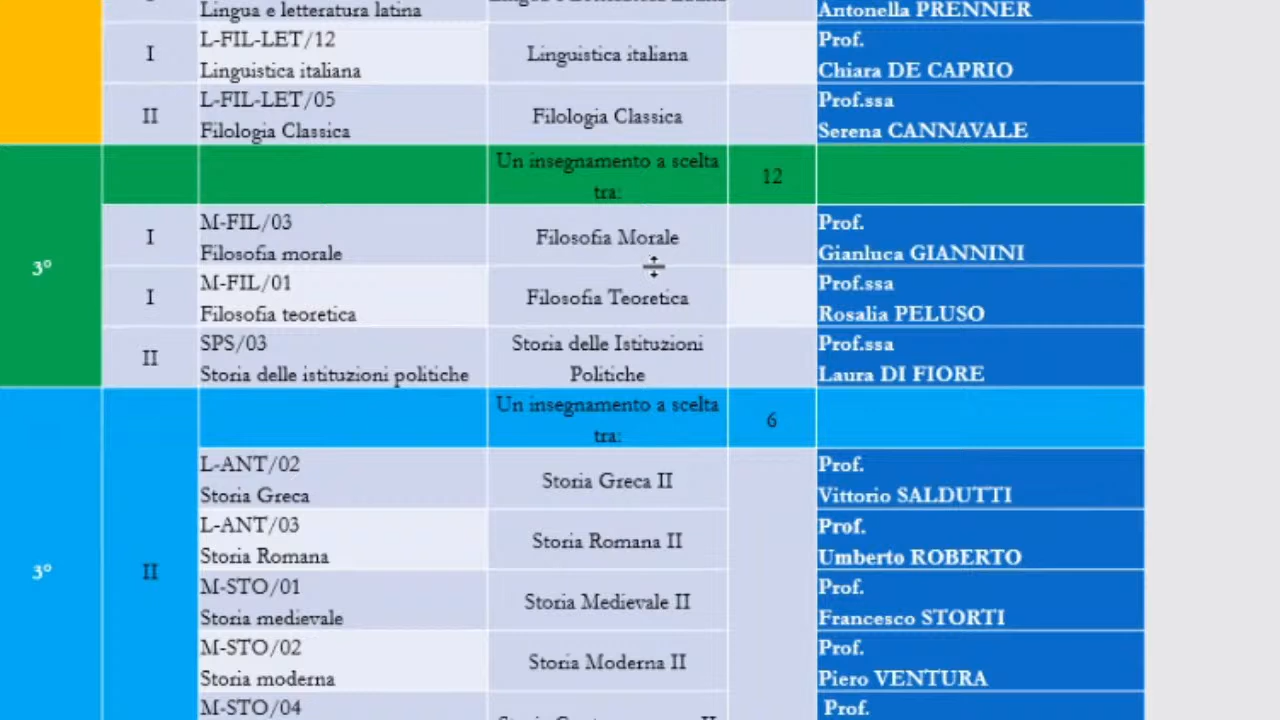 Lingua e letteratura latina
Antonella PRENNER
I
L-FIL-LET/12
Linguistica italiana
Linguistica italiana
Prof.
Chiara DE CAPRIO
II
L-FIL-LET/05
Filologia Classica
Filologia Classica
Prof.ssa
Serena CANNAVALE
3°
Un insegnamento a scelta
tra:
12
I
M-FIL/03
Filosofia morale
Filosofia Morale
Prof.
Gianluca GIANNINI
I
M-FIL/01
Filosofia teoretica
Filosofia Teoretica
Prof.ssa
Rosalia PELUSO
II
SPS/03
Storia delle istituzioni politiche
Storia delle Istituzioni
Politiche
Prof.ssa
Laura DI FIORE
3°
II
Un insegnamento a scelta
tra:
6
L-ANT/02
Storia Greca
Storia Greca II
Prof.
Vittorio SALDUTTI
L-ANT/03
Storia Romana
Storia Romana II
Prof.
Umberto ROBERTO
M-STO/01
Storia medievale
Storia Medievale II
Prof.
Francesco STORTI
M-STO/02
Storia moderna
Storia Moderna II
Prof.
Piero VENTURA
M-STO/04
Prof.